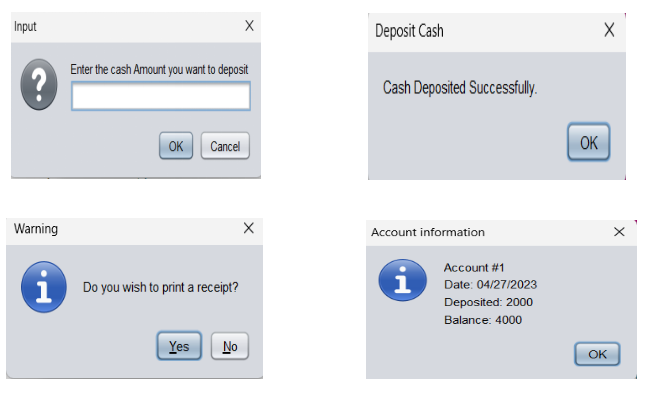 Input X
Enter the cash Amount you want to deposit
?
OK Cancel
Deposit Cash X
Cash Deposited Successfully.
OK
Warning X
i
Do you wish to print a receipt?
Yes No
Account information X
i
Account #1
Date: 04/27/2023
Deposited: 2000
Balance: 4000
OK